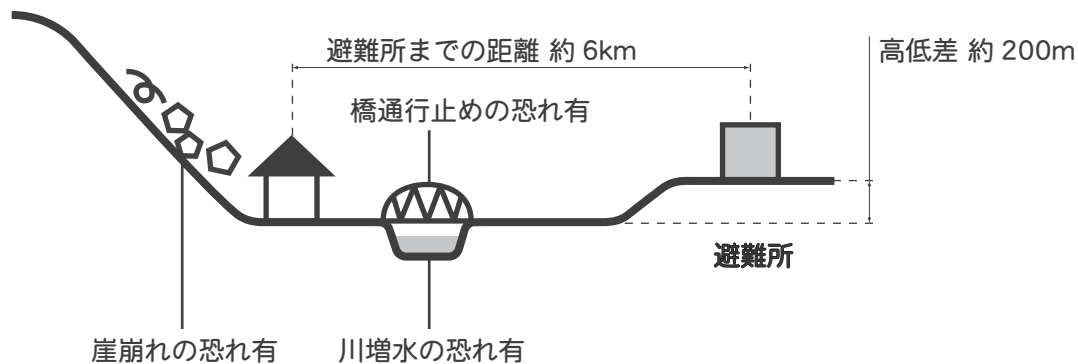 避難所までの距離 約 6km
高低差 約 200m
橋通行止めの恐れ有
避難所
崖崩れの恐れ有
川増水の恐れ有